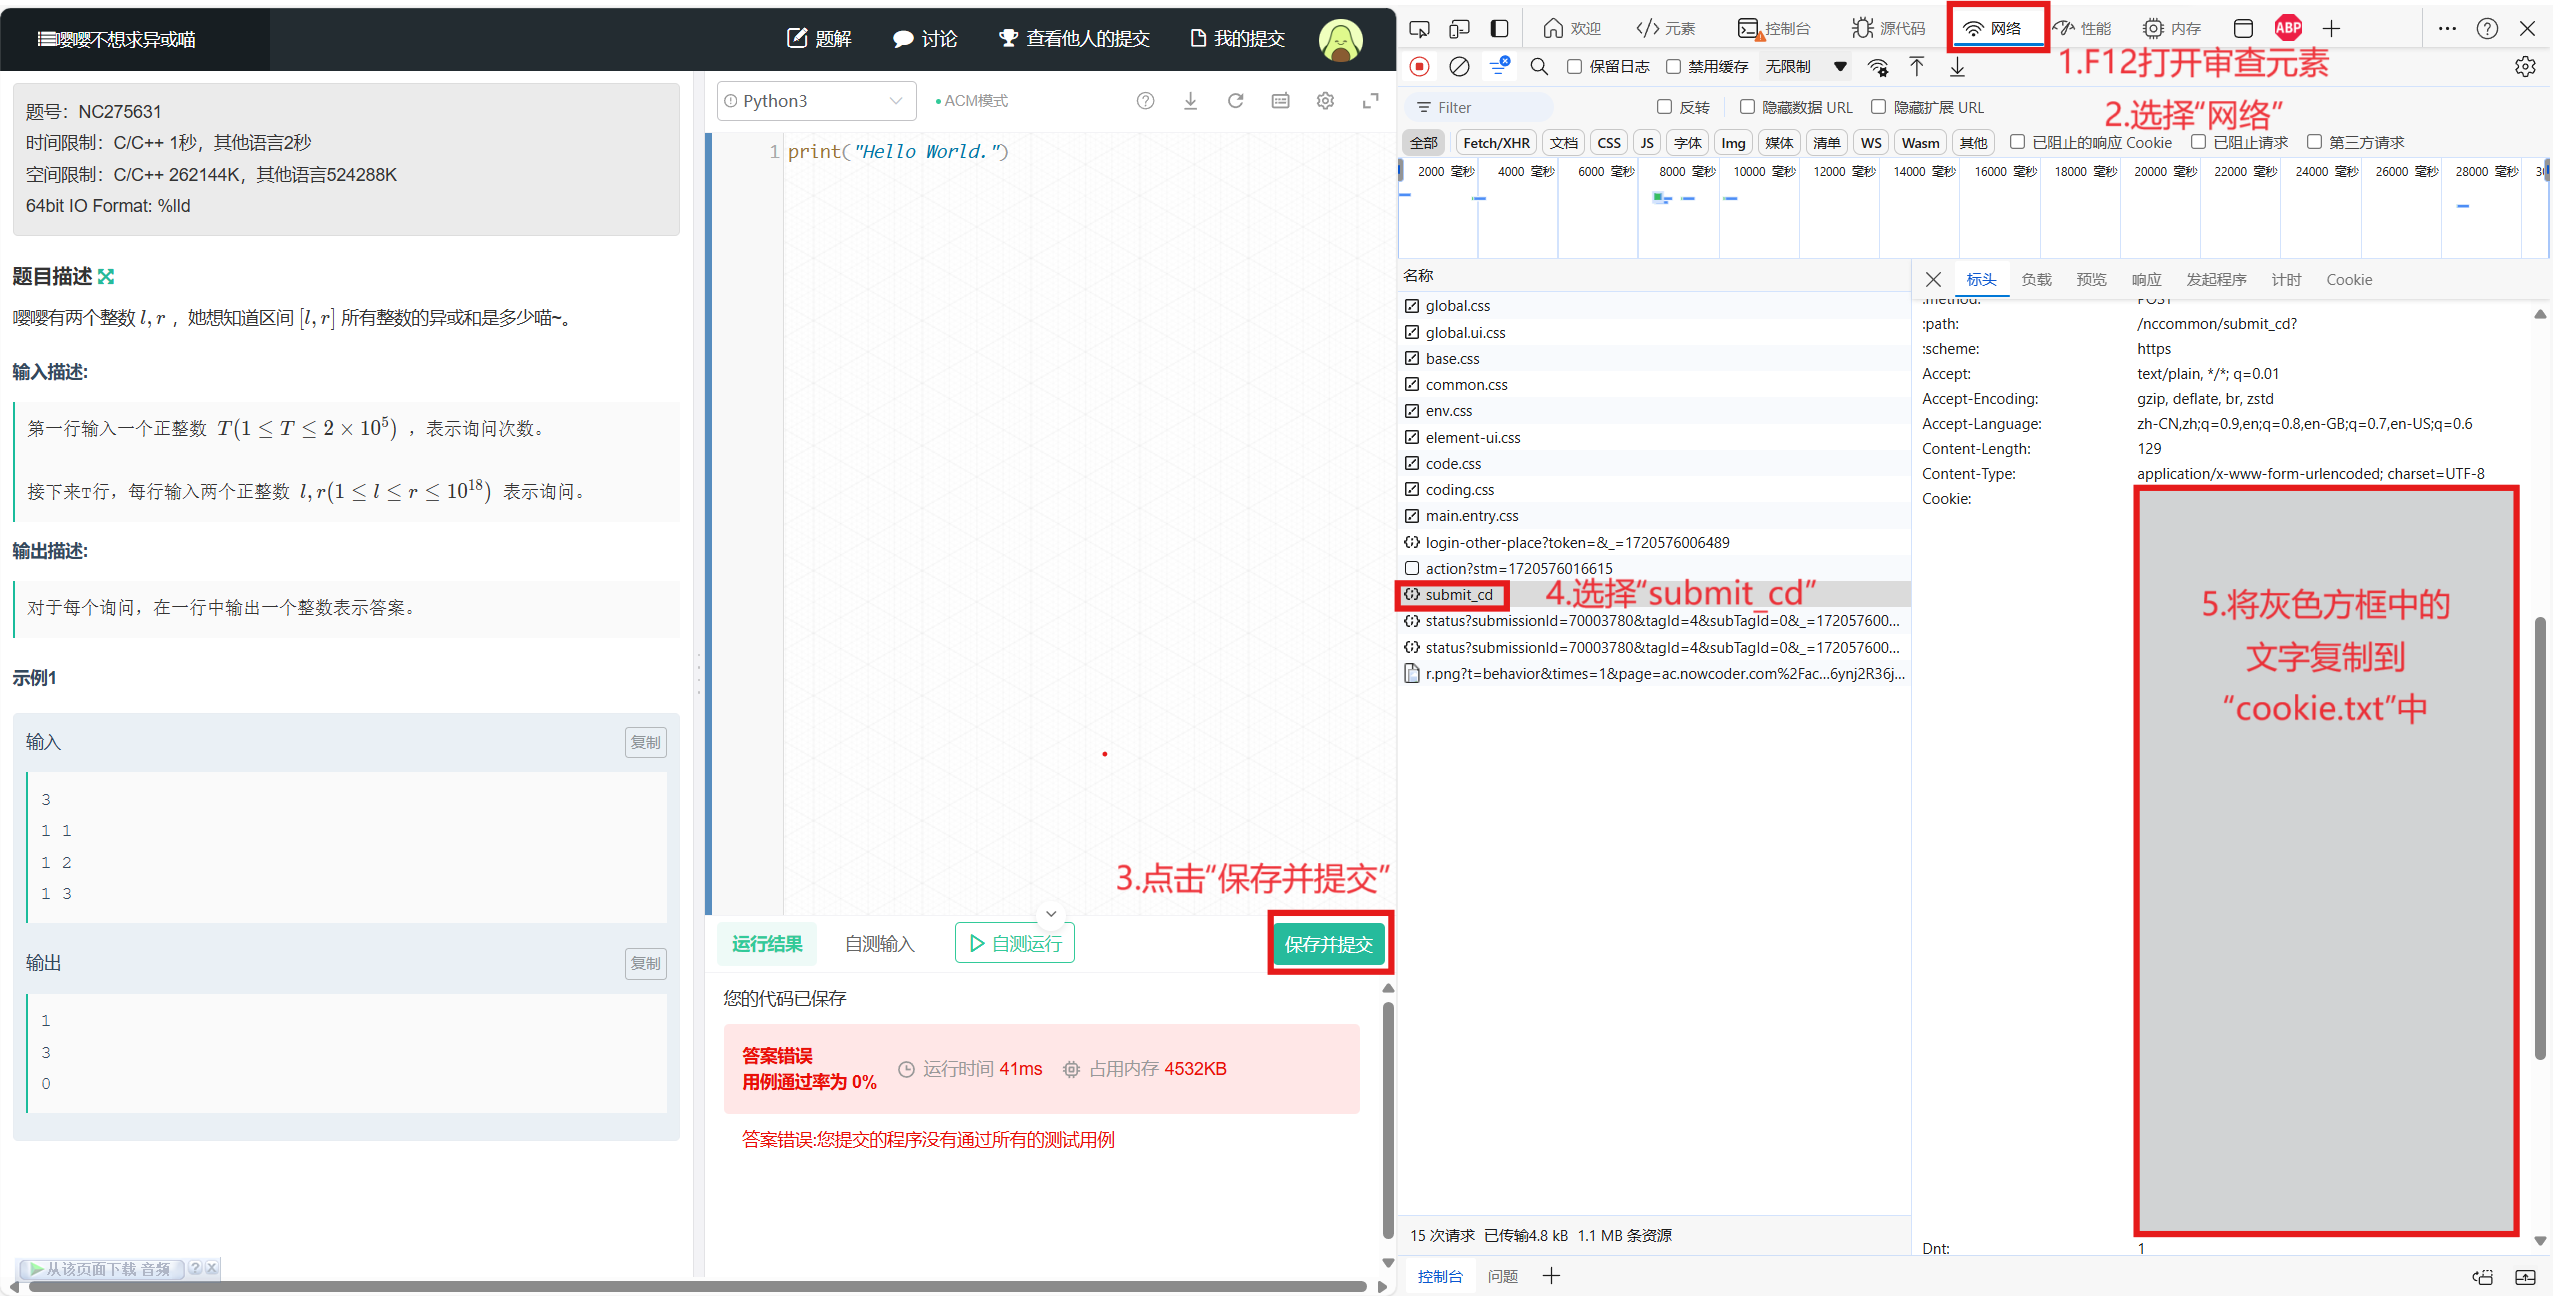 嘤嘤不想求异或喵
题解
讨论
查看他人的提交
我的提交
题号：NC275631
时间限制：C/C++ 1秒，其他语言2秒
空间限制：C/C++ 262144K，其他语言524288K
64bit IO Format: %lld
题目描述
嘤嘤有两个整数 l,r ，她想知道区间 [l,r] 所有整数的异或和是多少喵~。
输入描述:
第一行输入一个正整数 T(1 ≤ T ≤ 2 × 10^5) ，表示询问次数。
接下来T行，每行输入两个正整数 l,r(1 ≤ l ≤ r ≤ 10^18) 表示询问。
输出描述:
对于每个询问，在一行中输出一个整数表示答案。
示例1
输入
复制
3
1 1
1 2
1 3
输出
复制
1
3
0
从该页面下载 音频 ? x
Python3
ACM模式
1 print("Hello World.")
3.点击“保存并提交”
运行结果
自测输入
自测运行
保存并提交
您的代码已保存
答案错误
用例通过率为 0%
运行时间 41ms
占用内存 4532KB
答案错误:您提交的程序没有通过所有的测试用例
欢迎
元素
控制台
源代码
网络
性能
内存
ABP
保留日志
禁用缓存
无限制
1.F12打开审查元素
2.选择“网络”
Filter
反转
隐藏数据 URL
隐藏扩展 URL
全部 Fetch/XHR 文档 CSS JS 字体 Img 媒体 清单 WS Wasm 其他 已阻止的响应 Cookie 已阻止请求 第三方请求
2000 毫秒 4000 毫秒 6000 毫秒 8000 毫秒 10000 毫秒 12000 毫秒 14000 毫秒 16000 毫秒 18000 毫秒 20000 毫秒 22000 毫秒 24000 毫秒 26000 毫秒 28000 毫秒
名称
global.css
global.ui.css
base.css
common.css
env.css
element-ui.css
code.css
coding.css
main.entry.css
login-other-place?token=&_=1720576006489
action?stm=1720576016615
submit_cd
4.选择“submit_cd”
status?submissionId=70003780&tagId=4&subTagId=0&_=172057600...
status?submissionId=70003780&tagId=4&subTagId=0&_=172057600...
r.png?t=behavior&times=1&page=ac.nowcoder.com%2Fac...6ynj2R36j...
15 次请求 已传输4.8 kB 1.1 MB 条资源
标头 负载 预览 响应 发起程序 计时 Cookie
:method: POST
:path: /nccommon/submit_cd?
:scheme: https
Accept: text/plain, */*; q=0.01
Accept-Encoding: gzip, deflate, br, zstd
Accept-Language: zh-CN,zh;q=0.9,en;q=0.8,en-GB;q=0.7,en-US;q=0.6
Content-Length: 129
Content-Type: application/x-www-form-urlencoded; charset=UTF-8
Cookie:
5.将灰色方框中的
文字复制到
“cookie.txt”中
Dnt: 1
控制台 问题